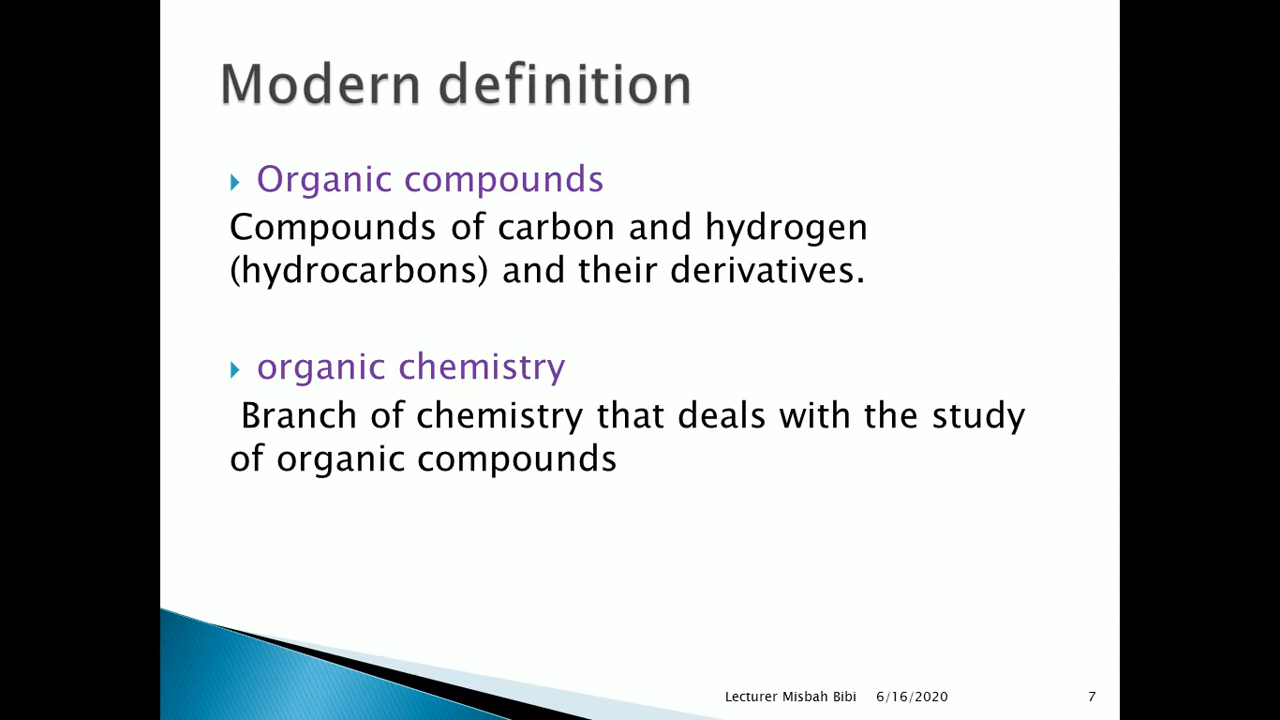 Modern definition
Organic compounds
Compounds of carbon and hydrogen
(hydrocarbons) and their derivatives.
organic chemistry
Branch of chemistry that deals with the study
of organic compounds
Lecturer Misbah Bibi 6/16/2020 7